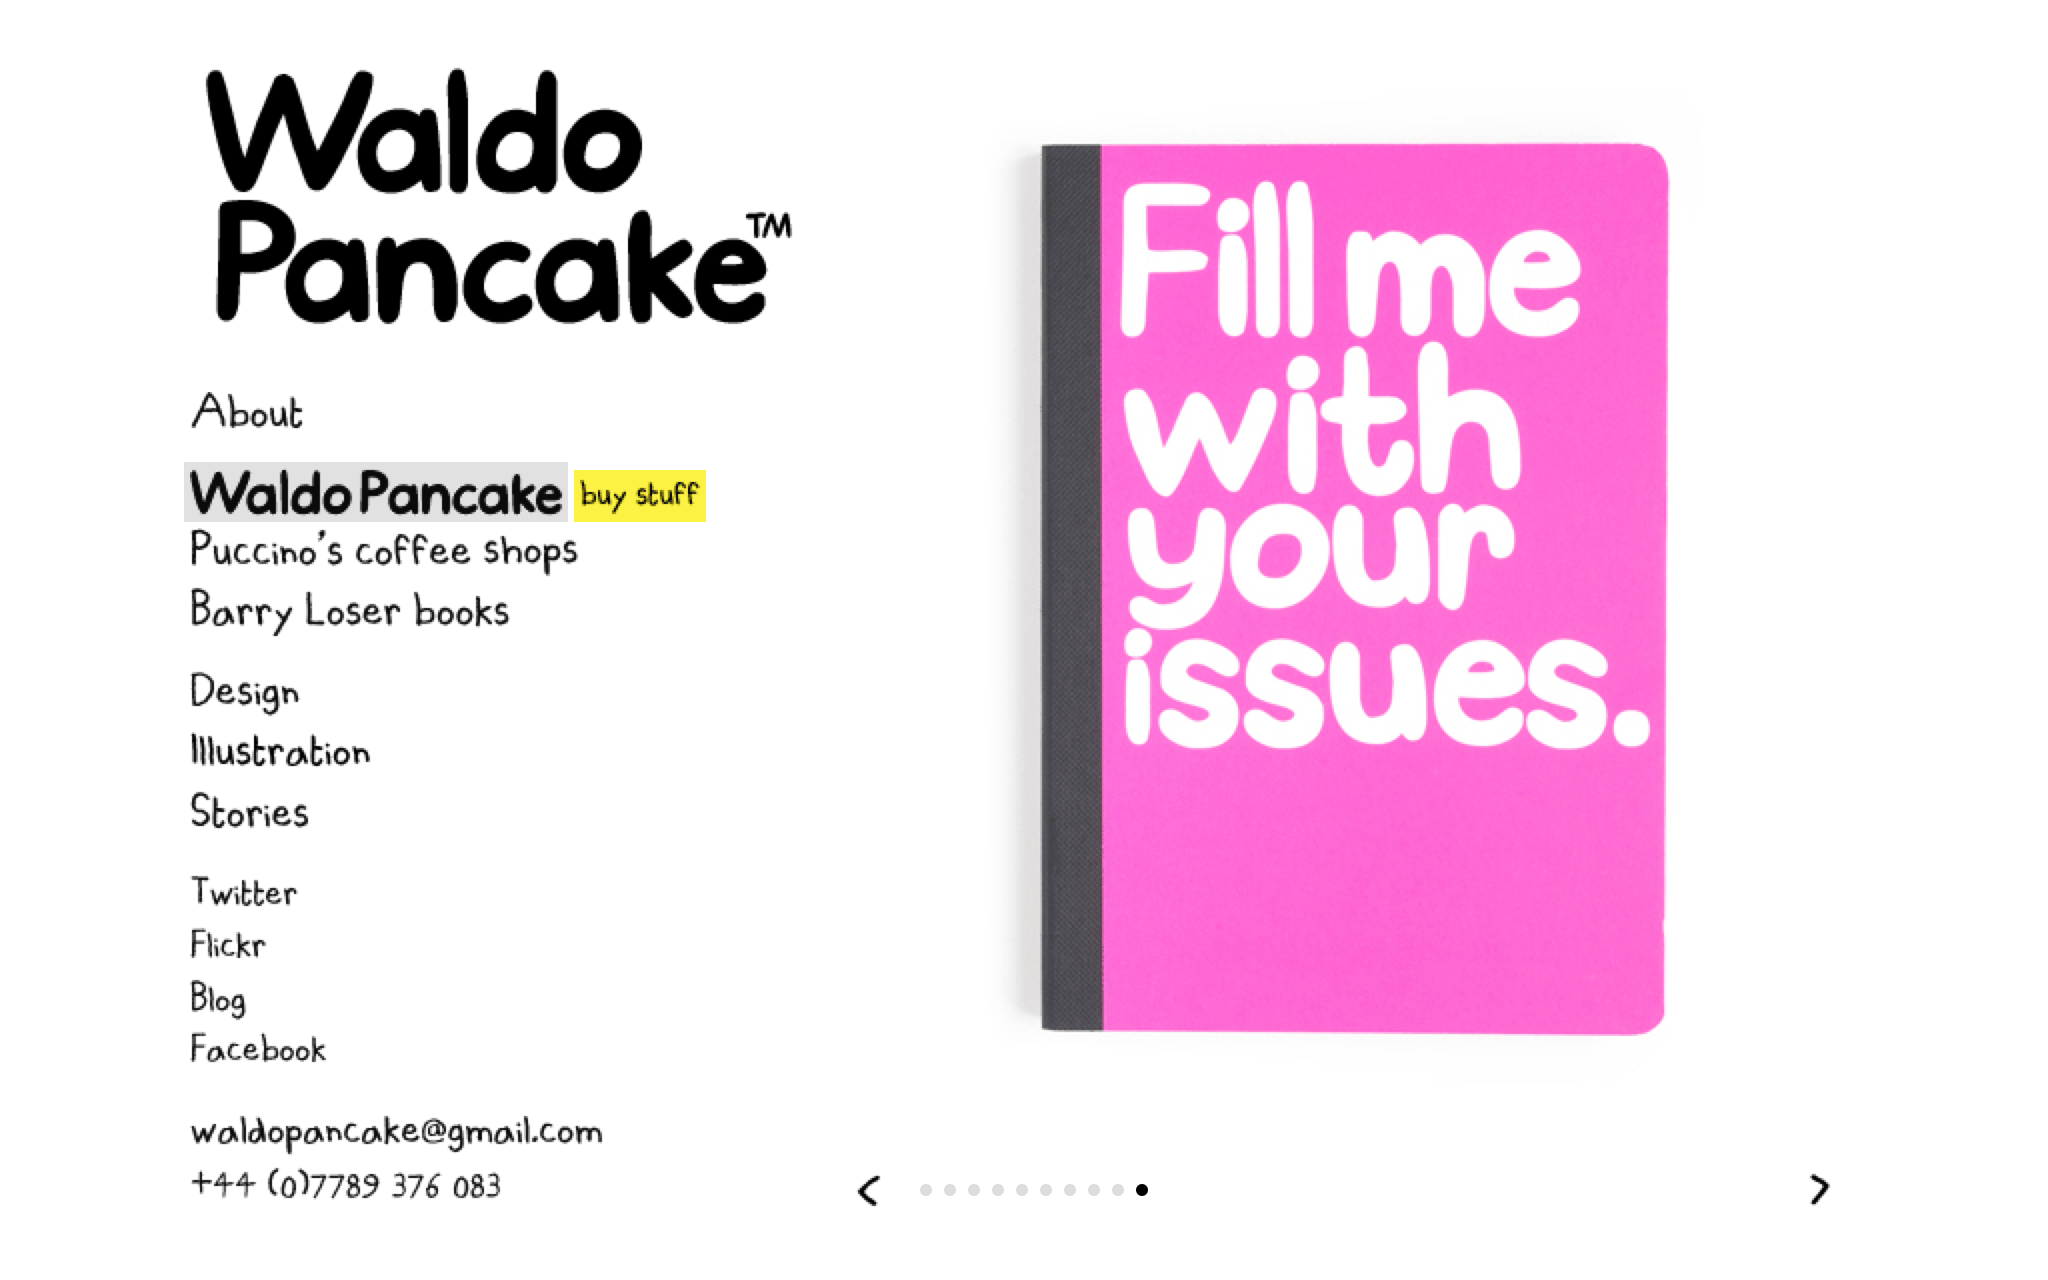 Waldo
Pancake™
About
Waldo Pancake buy stuff
Puccino's coffee shops
Barry Loser books
Design
Illustration
Stories
Twitter
Flickr
Blog
Facebook
waldopancake@gmail.com
+44 (0)7789 376 083
Fill me
with
your
issues.